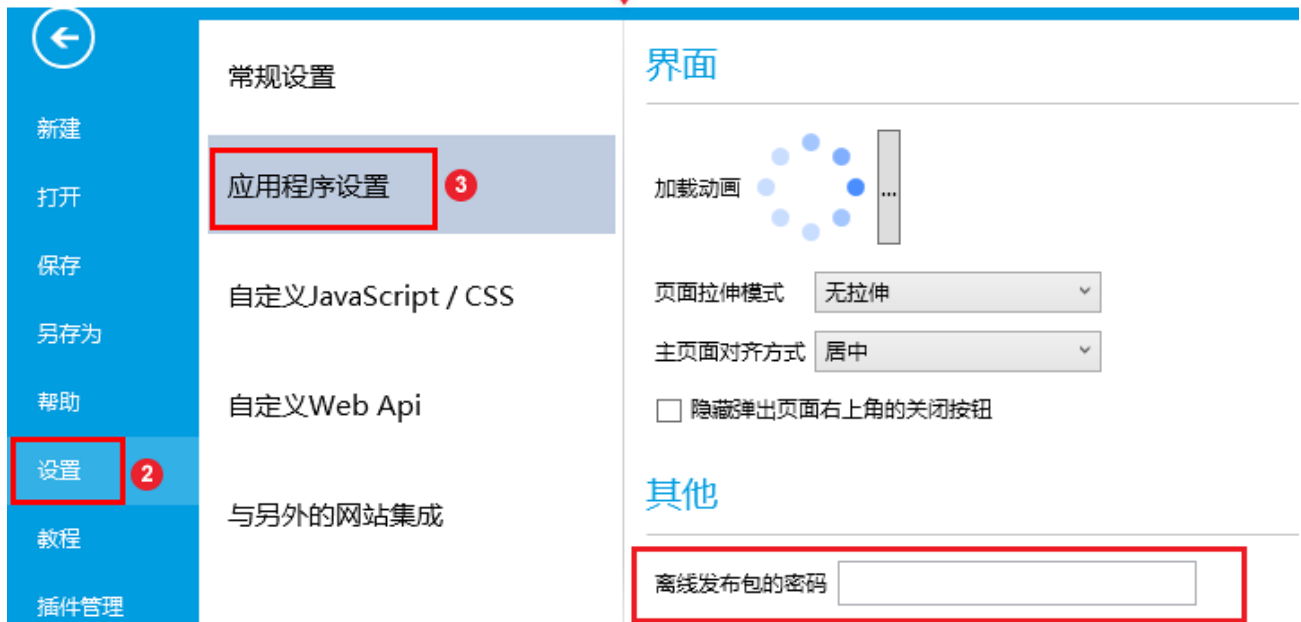 新建
打开
保存
另存为
帮助
设置
2
教程
插件管理
常规设置
应用程序设置
3
自定义JavaScript / CSS
自定义Web Api
与另外的网站集成
界面
加载动画
...
页面拉伸模式 无拉伸
主页面对齐方式 居中
隐藏弹出页面右上角的关闭按钮
其他
离线发布包的密码